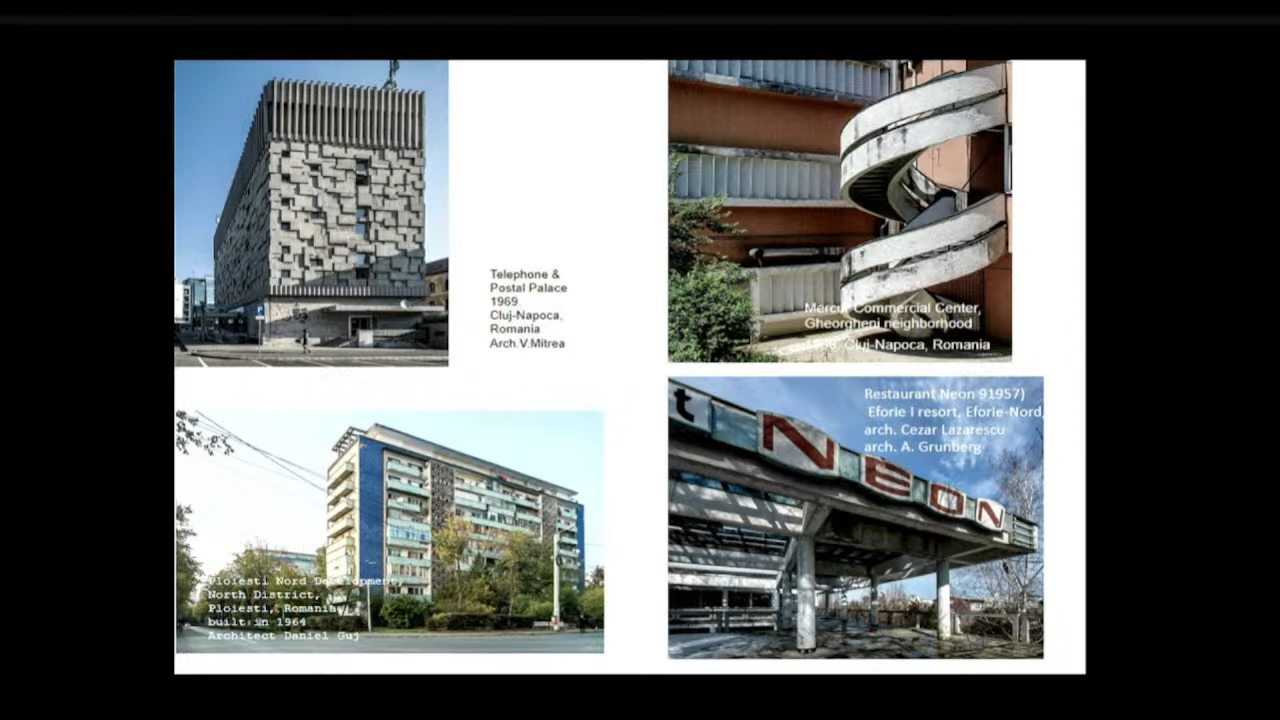 Telephone &
Postal Palace
1969.
Cluj-Napoca,
Romania
Arch.V.Mitrea
Commercial Center,
Gheorgheni neighborhood
Cluj-Napoca, Romania
Ploiesti Nord Development,
North District,
Ploiesti, Romania,
built in 1964
Architect Daniel Guj
Restaurant Neon 91957)
Eforie I resort, Eforie-Nord,
arch. Cezar Lazarescu
arch. A. Grunberg
t NEON